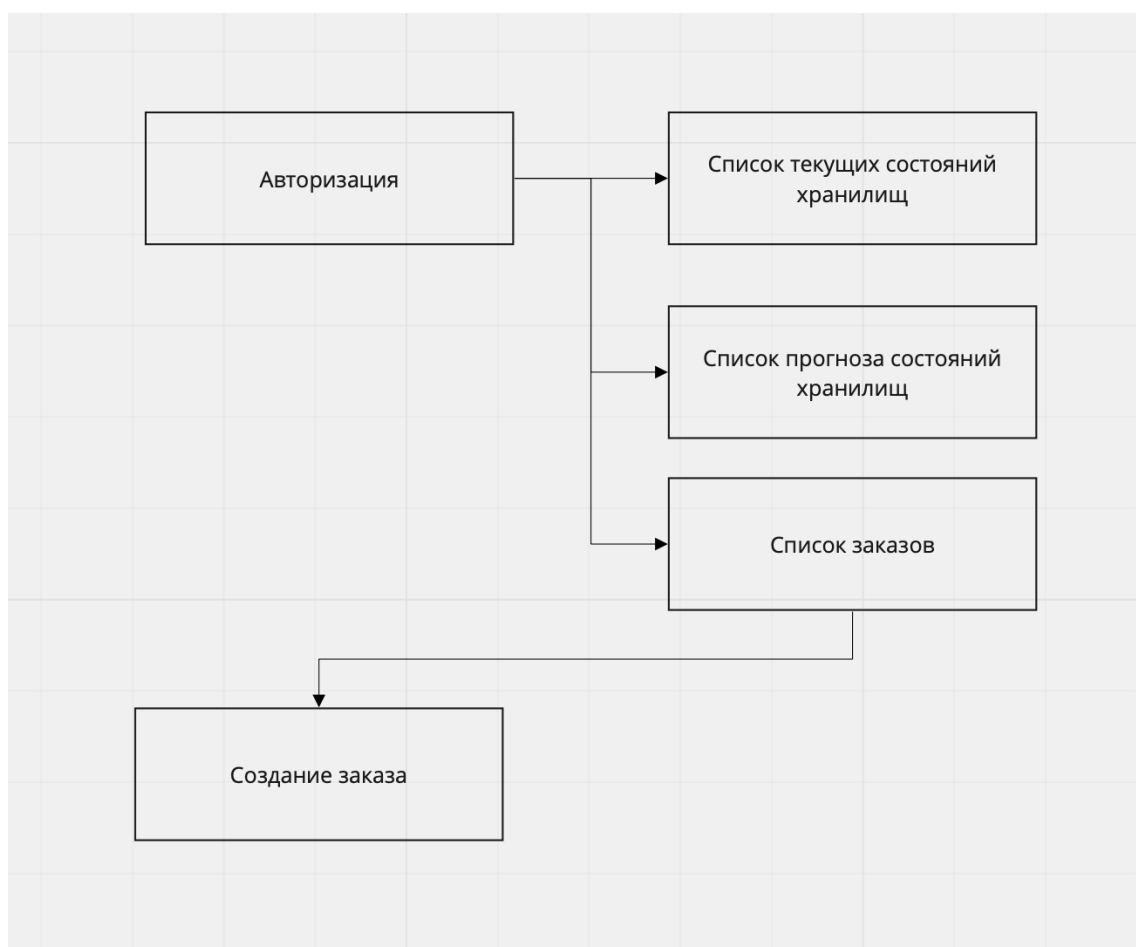 Авторизация
Список текущих состояний
хранилищ
Список прогноза состояний
хранилищ
Список заказов
Создание заказа